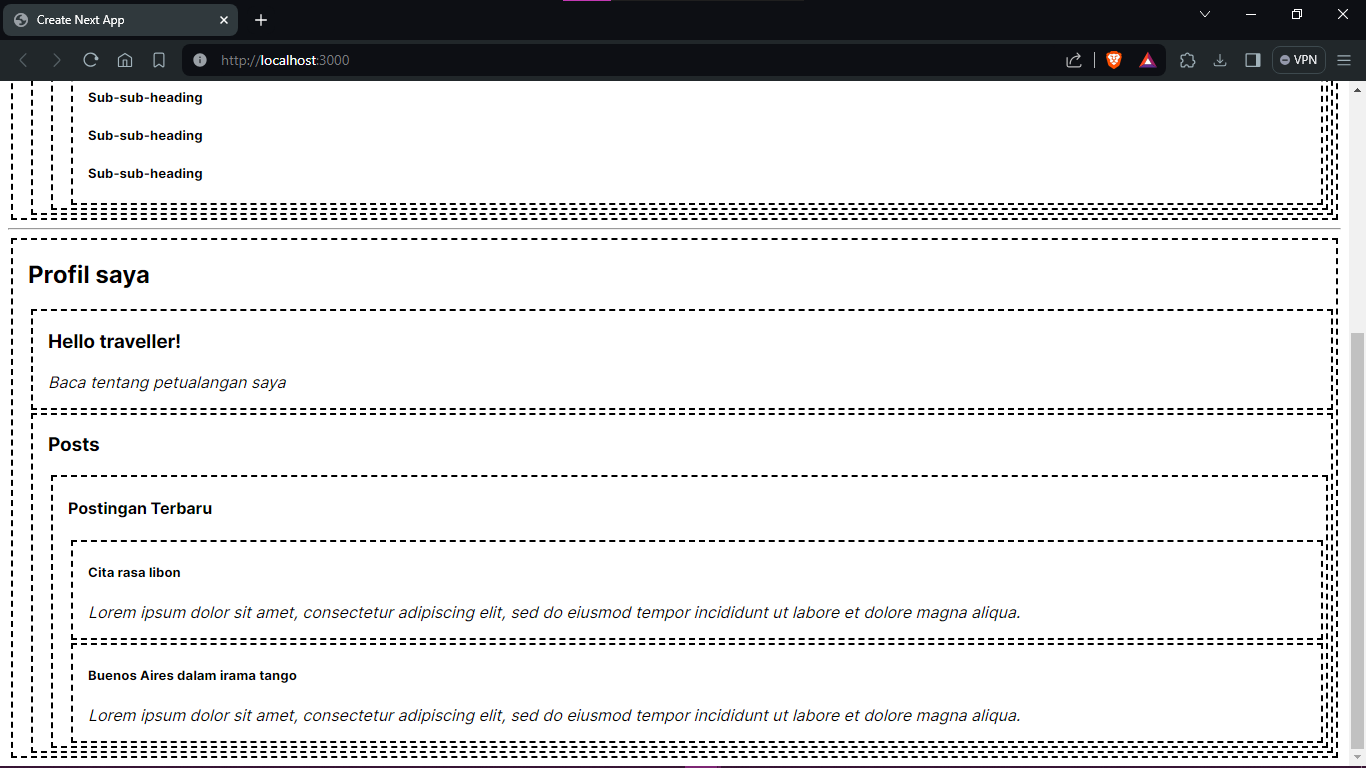 Create Next App
http://localhost:3000
VPN
Sub-sub-heading
Sub-sub-heading
Sub-sub-heading
Profil saya
Hello traveller!
Baca tentang petualangan saya
Posts
Postingan Terbaru
Cita rasa libon
Lorem ipsum dolor sit amet, consectetur adipiscing elit, sed do eiusmod tempor incididunt ut labore et dolore magna aliqua.
Buenos Aires dalam irama tango
Lorem ipsum dolor sit amet, consectetur adipiscing elit, sed do eiusmod tempor incididunt ut labore et dolore magna aliqua.